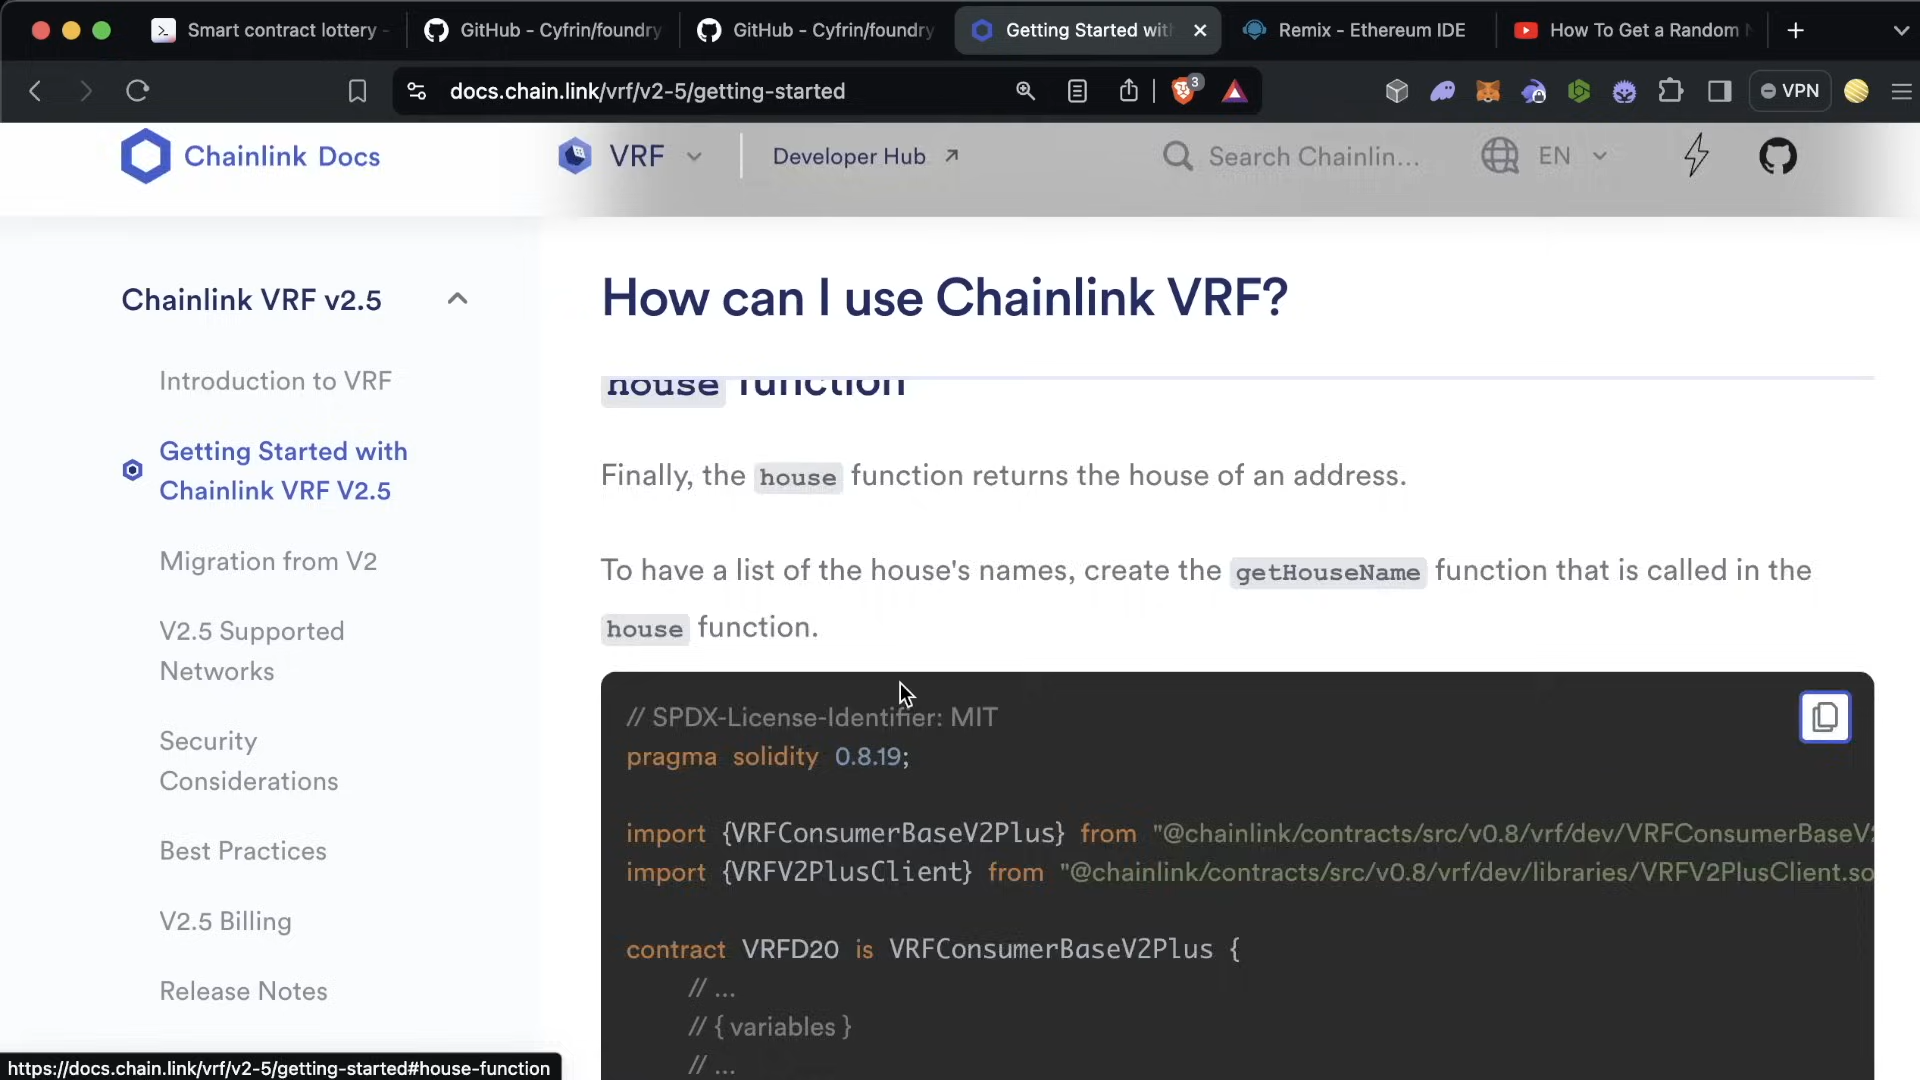 Smart contract lottery -
GitHub - Cyfrin/foundry
GitHub - Cyfrin/foundry
Getting Started wit
Remix - Ethereum IDE
How To Get a Random
docs.chain.link/vrf/v2-5/getting-started
3
VPN
Chainlink Docs
VRF
Developer Hub ↗
Search Chainlin...
EN
Chainlink VRF v2.5
Introduction to VRF
Getting Started with
Chainlink VRF V2.5
Migration from V2
V2.5 Supported
Networks
Security
Considerations
Best Practices
V2.5 Billing
Release Notes
How can I use Chainlink VRF?
house function
Finally, the house function returns the house of an address.
To have a list of the house's names, create the getHouseName function that is called in the
house function.
// SPDX-License-Identifier: MIT
pragma solidity 0.8.19;
import {VRFConsumerBaseV2Plus} from "@chainlink/contracts/src/v0.8/vrf/dev/VRFConsumerBaseV2
import {VRFV2PlusClient} from "@chainlink/contracts/src/v0.8/vrf/dev/libraries/VRFV2PlusClient.so
contract VRFD20 is VRFConsumerBaseV2Plus {
// ...
// { variables }
// ...
https://docs.chain.link/vrf/v2-5/getting-started#house-function